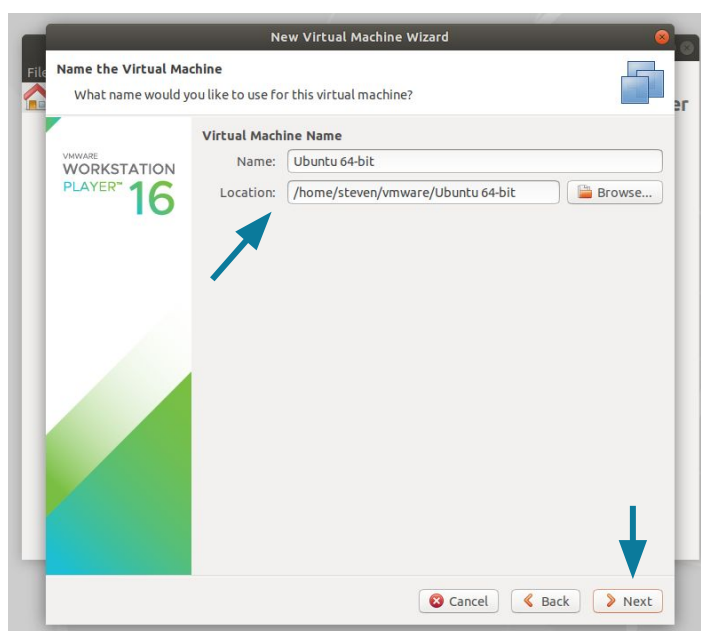 New Virtual Machine Wizard
File
Name the Virtual Machine
What name would you like to use for this virtual machine?
er
VMWARE
WORKSTATION
PLAYER™ 16
Virtual Machine Name
Name: Ubuntu 64-bit
Location: /home/steven/vmware/Ubuntu 64-bit Browse...
Cancel Back Next